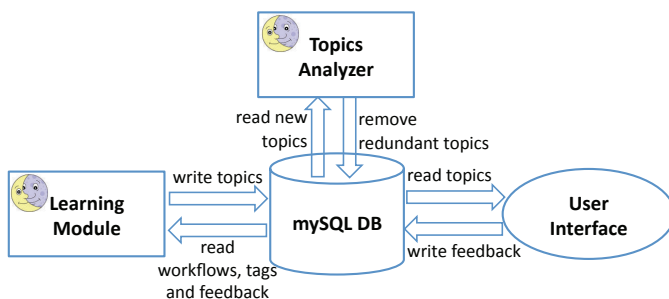 Topics
Analyzer
read new
topics
remove
redundant topics
write topics
read topics
Learning
Module
mySQL DB
User
Interface
read
workflows, tags
and feedback
write feedback